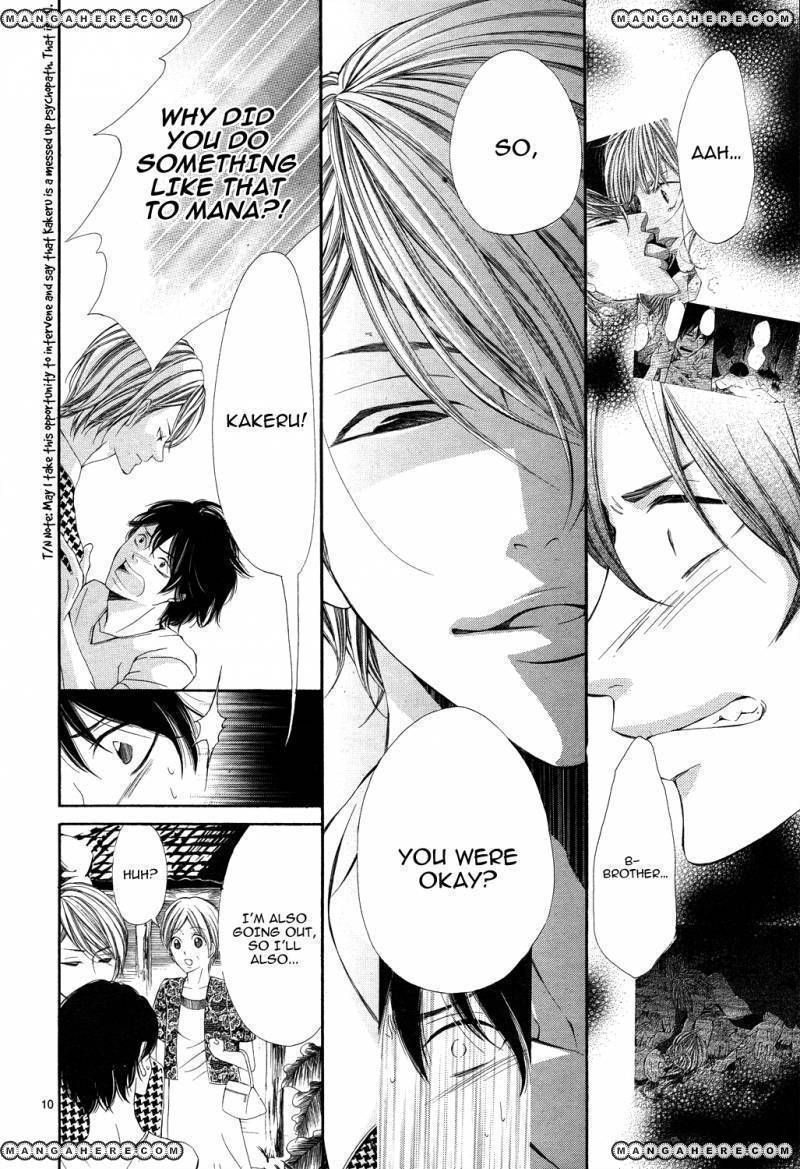 MANGAHERE.COM
MANGAHERE.COM
AAH...
B-
BROTHER...
SO,
YOU WERE
OKAY?
WHY DID
YOU DO
SOMETHING
LIKE THAT
TO MANA?!
KAKERU!
I'M ALSO
GOING OUT,
SO I'LL
ALSO...
HUH?
T/N Note: May I take this opportunity to intervene and say that Kakeru is a messed up psychopath. That is
10
MANGAHERE.COM
MANGAHERE.COM